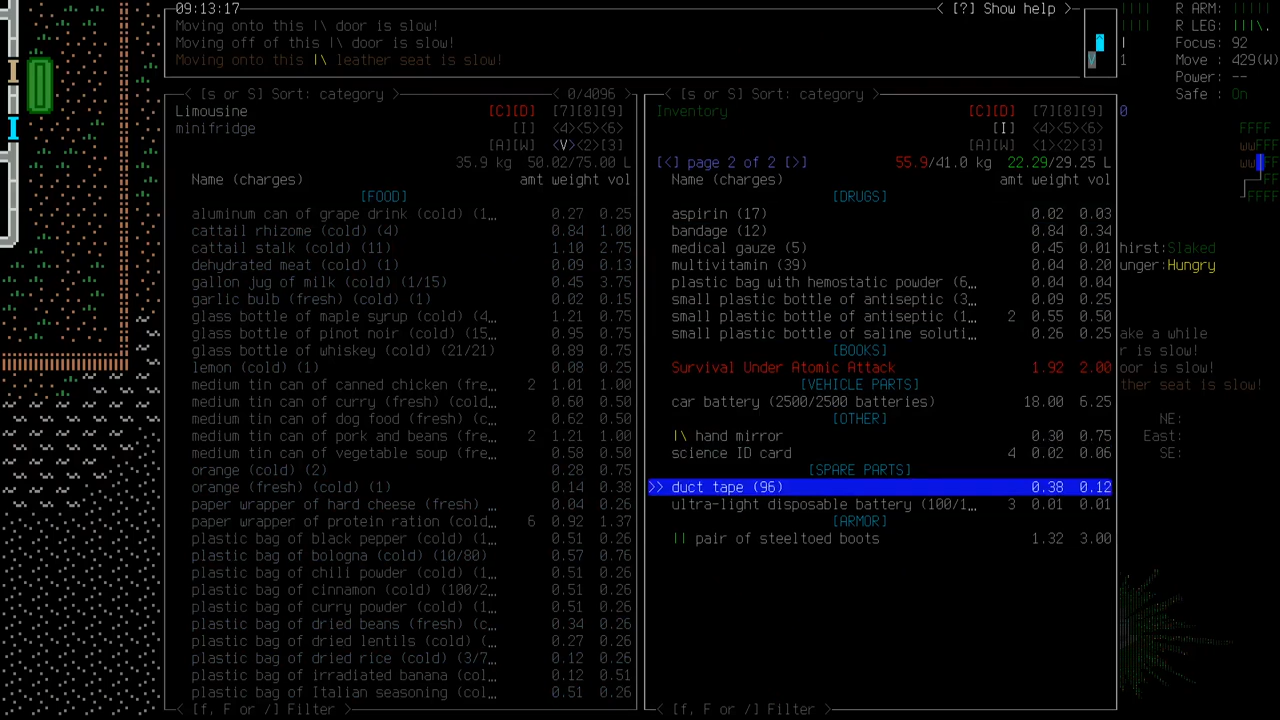 09:13:17
< [?] Show help >
Moving onto this |\ door is slow!
Moving off of this |\ door is slow!
Moving onto this |\ leather seat is slow!
R ARM:
R LEG: |||\.
Focus: 92
Move : 429(W)
Power: --
Safe : On
< [s or S] Sort: category >
< 0/4096
Limousine
[C][D] [7][8][9]
minifridge
[I] <4><5><6>
[A][W] <V><2>[3]
35.9 kg 50.02/75.00 L
Name (charges)
amt weight vol
[FOOD]
aluminum can of grape drink (cold) (1… 0.27 0.25
cattail rhizome (cold) (4) 0.84 1.00
cattail stalk (cold) (11) 1.10 2.75
dehydrated meat (cold) (1) 0.09 0.13
gallon jug of milk (cold) (1/15) 0.45 3.75
garlic bulb (fresh) (cold) (1) 0.02 0.15
glass bottle of maple syrup (cold) (4… 1.21 0.75
glass bottle of pinot noir (cold) (15… 0.95 0.75
glass bottle of whiskey (cold) (21/21) 0.89 0.75
lemon (cold) (1) 0.08 0.25
medium tin can of canned chicken (fre… 2 1.01 1.00
medium tin can of curry (fresh) (cold… 0.60 0.50
medium tin can of dog food (fresh) (c… 0.62 0.50
medium tin can of pork and beans (fre… 2 1.21 1.00
medium tin can of vegetable soup (fre… 0.58 0.50
orange (cold) (2) 0.28 0.75
orange (fresh) (cold) (1) 0.14 0.38
paper wrapper of hard cheese (fresh) 0.04 0.26
paper wrapper of protein ration (cold… 6 0.92 1.37
plastic bag of black pepper (cold) (1… 0.51 0.26
plastic bag of bologna (cold) (10/80) 0.57 0.76
plastic bag of chili powder (cold) (1… 0.51 0.26
plastic bag of cinnamon (cold) (100/2… 0.51 0.26
plastic bag of curry powder (cold) (1… 0.51 0.26
plastic bag of dried beans (fresh) (c… 0.34 0.26
plastic bag of dried lentils (cold) (… 0.27 0.26
plastic bag of dried rice (cold) (3/7… 0.12 0.26
plastic bag of irradiated banana (col… 0.12 0.51
plastic bag of Italian seasoning (col… 0.51 0.26
< [f, F or /] Filter >
< [s or S] Sort: category >
Inventory
[C][D] [7][8][9]
[I] <4><5><6>
[A][W] <1><2>[3]
[<] page 2 of 2 [>]
55.9/41.0 kg 22.29/29.25 L
Name (charges)
amt weight vol
[DRUGS]
aspirin (17) 0.02 0.03
bandage (12) 0.84 0.34
medical gauze (5) 0.45 0.01
multivitamin (39) 0.04 0.20
plastic bag with hemostatic powder (6… 0.04 0.04
small plastic bottle of antiseptic (3… 0.09 0.25
small plastic bottle of antiseptic (1… 2 0.55 0.50
small plastic bottle of saline soluti… 0.26 0.25
[BOOKS]
Survival Under Atomic Attack 1.92 2.00
[VEHICLE PARTS]
car battery (2500/2500 batteries) 18.00 6.25
[OTHER]
|\ hand mirror 0.30 0.75
science ID card 4 0.02 0.06
[SPARE PARTS]
>> duct tape (96) 0.38 0.12
ultra-light disposable battery (100/1… 3 0.01 0.01
[ARMOR]
|| pair of steeltoed boots 1.32 3.00
< [f, F or /] Filter >
hirst:Slaked
unger:Hungry
ake a while
r is slow!
oor is slow!
ther seat is slow!
NE:
East:
SE: